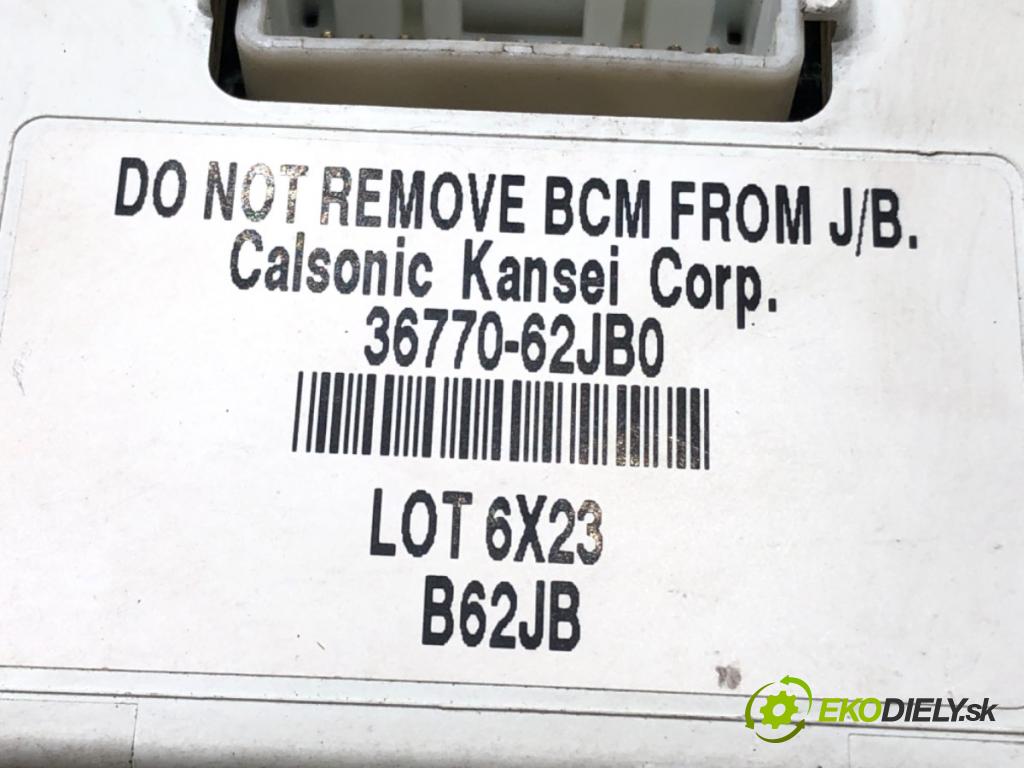 DO NOT REMOVE BCM FROM J/B.
Calsonic Kansei Corp.
36770-62JB0
LOT 6X23
B62JB
EKODIELY.sk